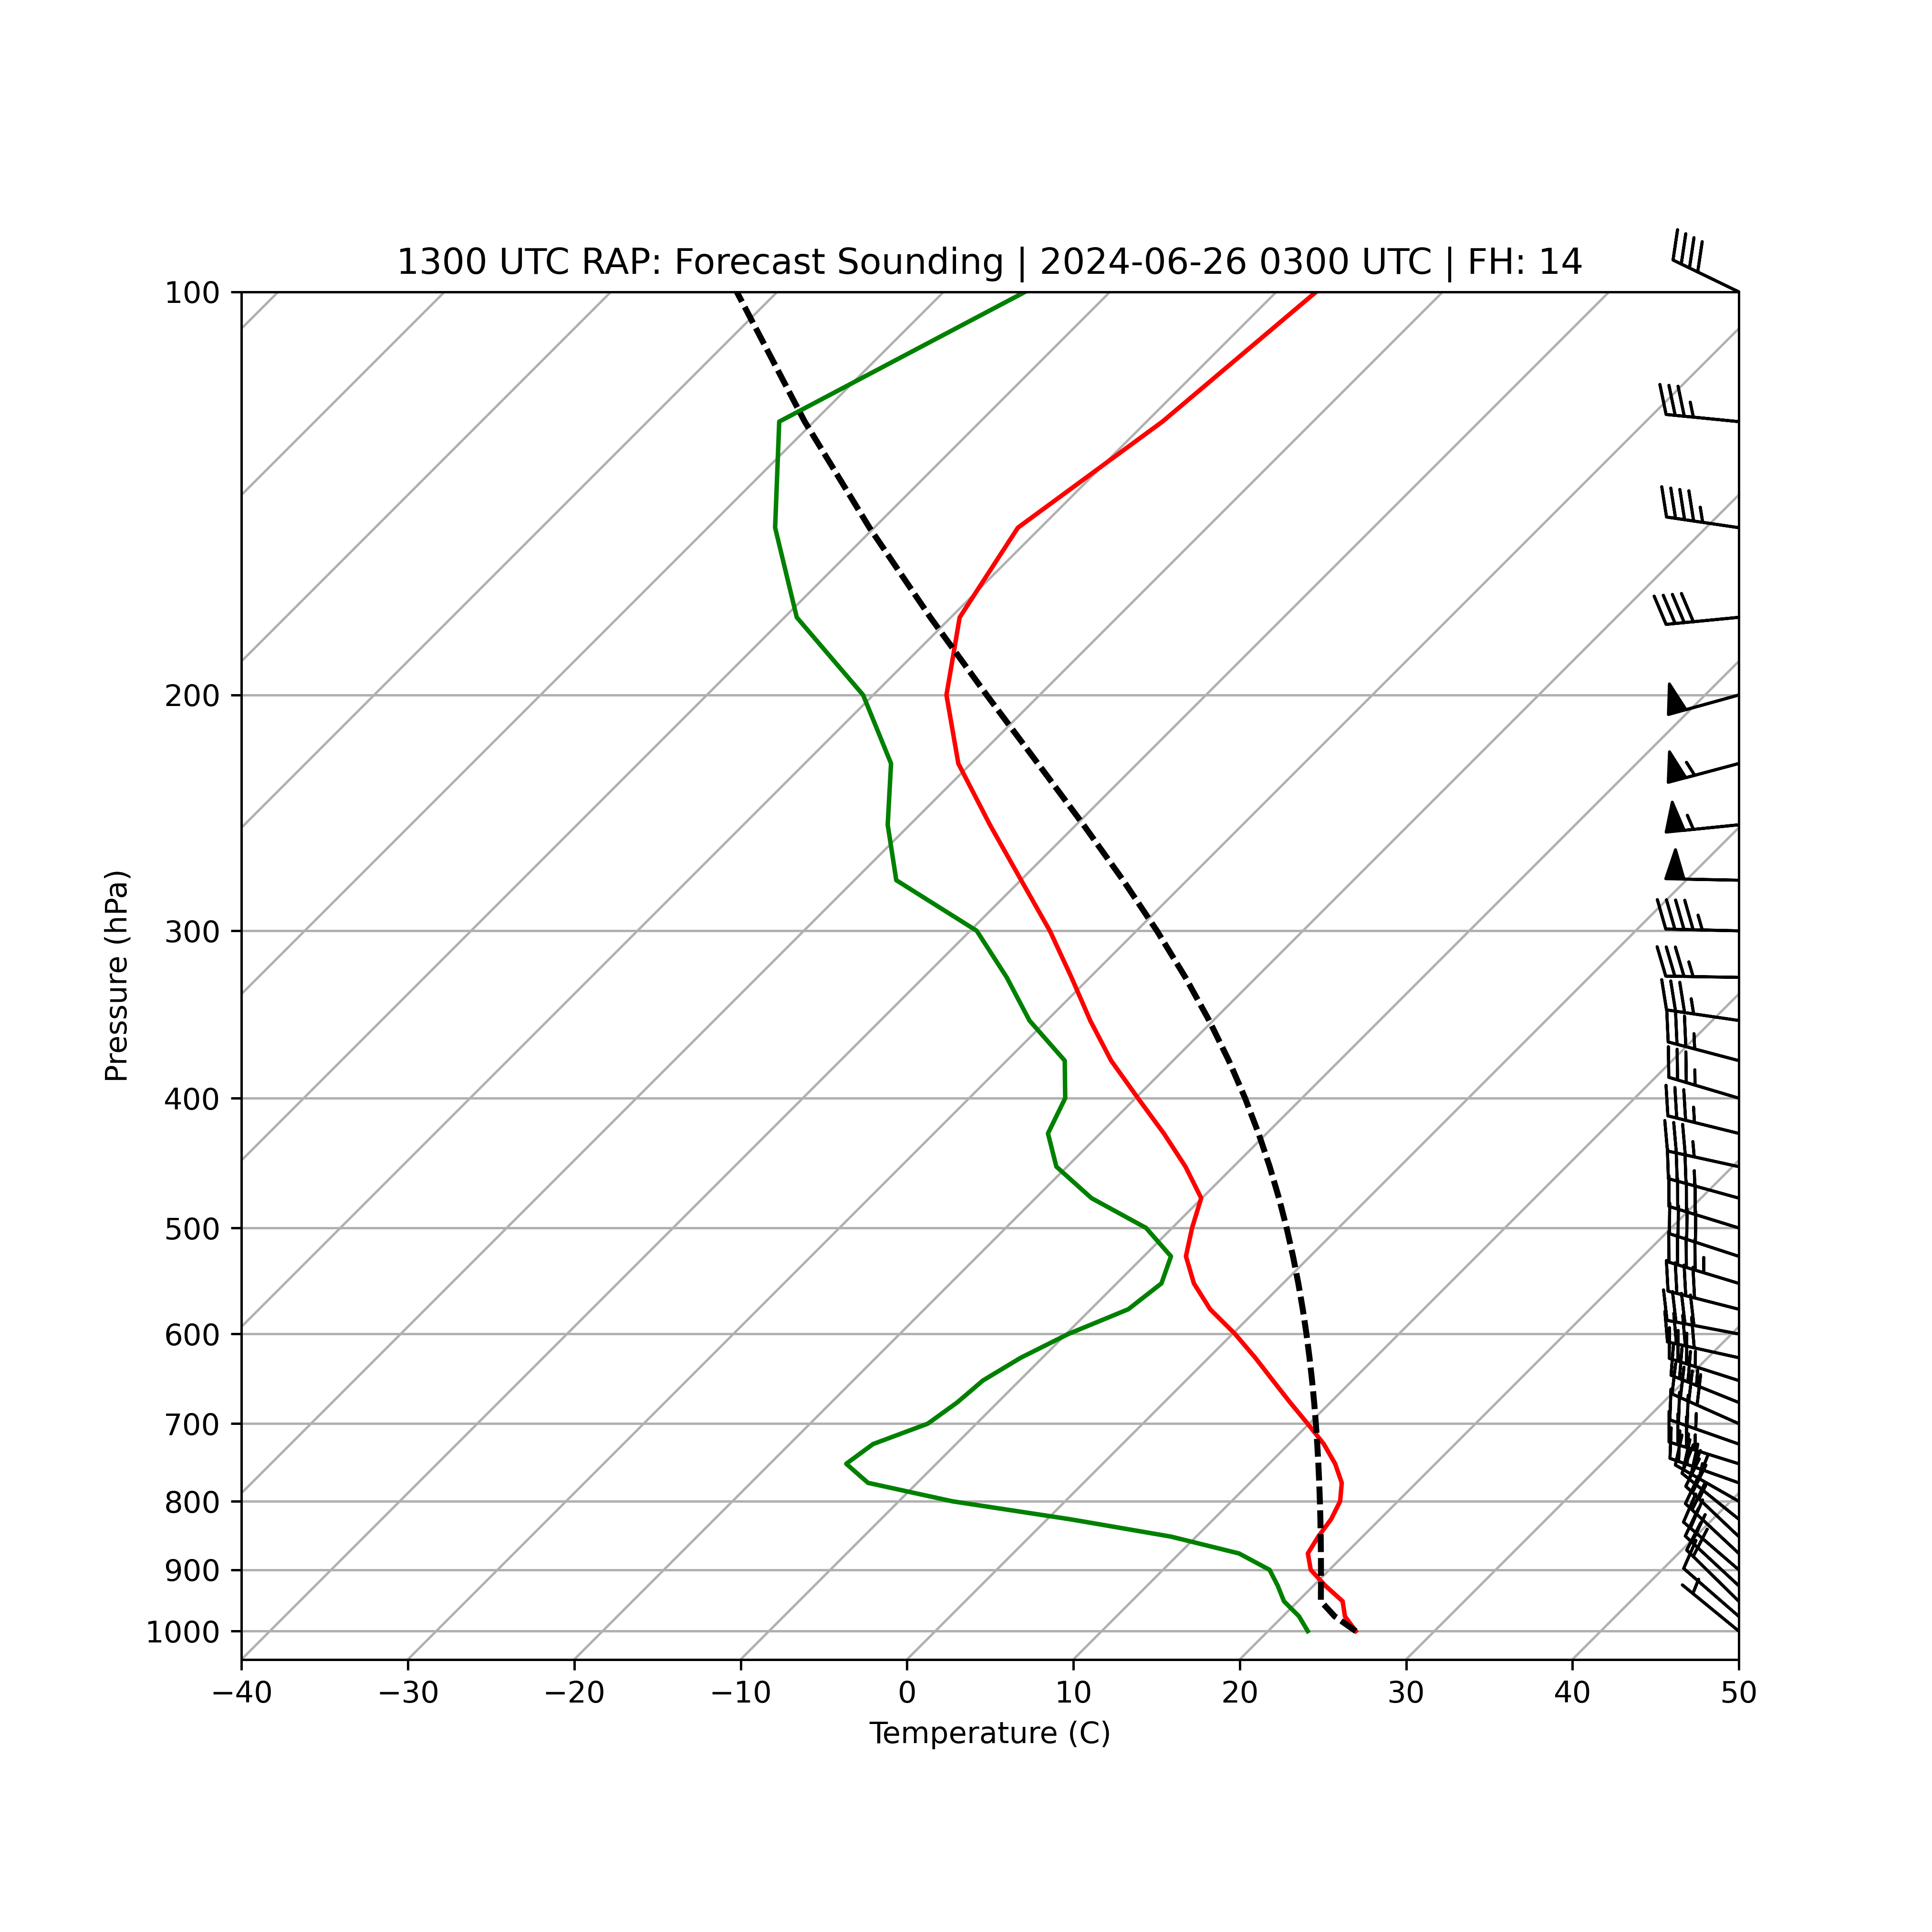 1300 UTC RAP: Forecast Sounding | 2024-06-26 0300 UTC | FH: 14
100
200
300
400
500
600
700
800
900
1000
Pressure (hPa)
−40 −30 −20 −10 0 10 20 30 40 50
Temperature (C)